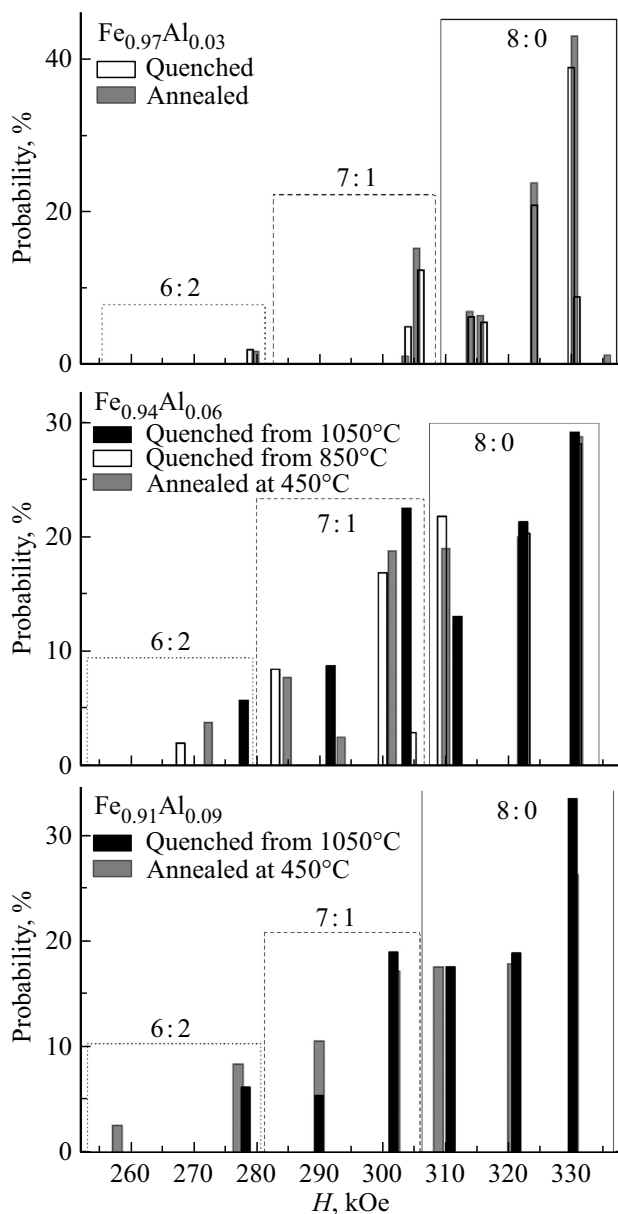 Fe0.97Al0.03
Quenched
Annealed
8:0
7:1
6:2
40
20
0
Probability, %
Fe0.94Al0.06
Quenched from 1050°C
Quenched from 850°C
Annealed at 450°C
8:0
7:1
6:2
30
20
10
0
Probability, %
Fe0.91Al0.09
Quenched from 1050°C
Annealed at 450°C
8:0
7:1
6:2
30
20
10
0
Probability, %
260 270 280 290 300 310 320 330
H, kOe